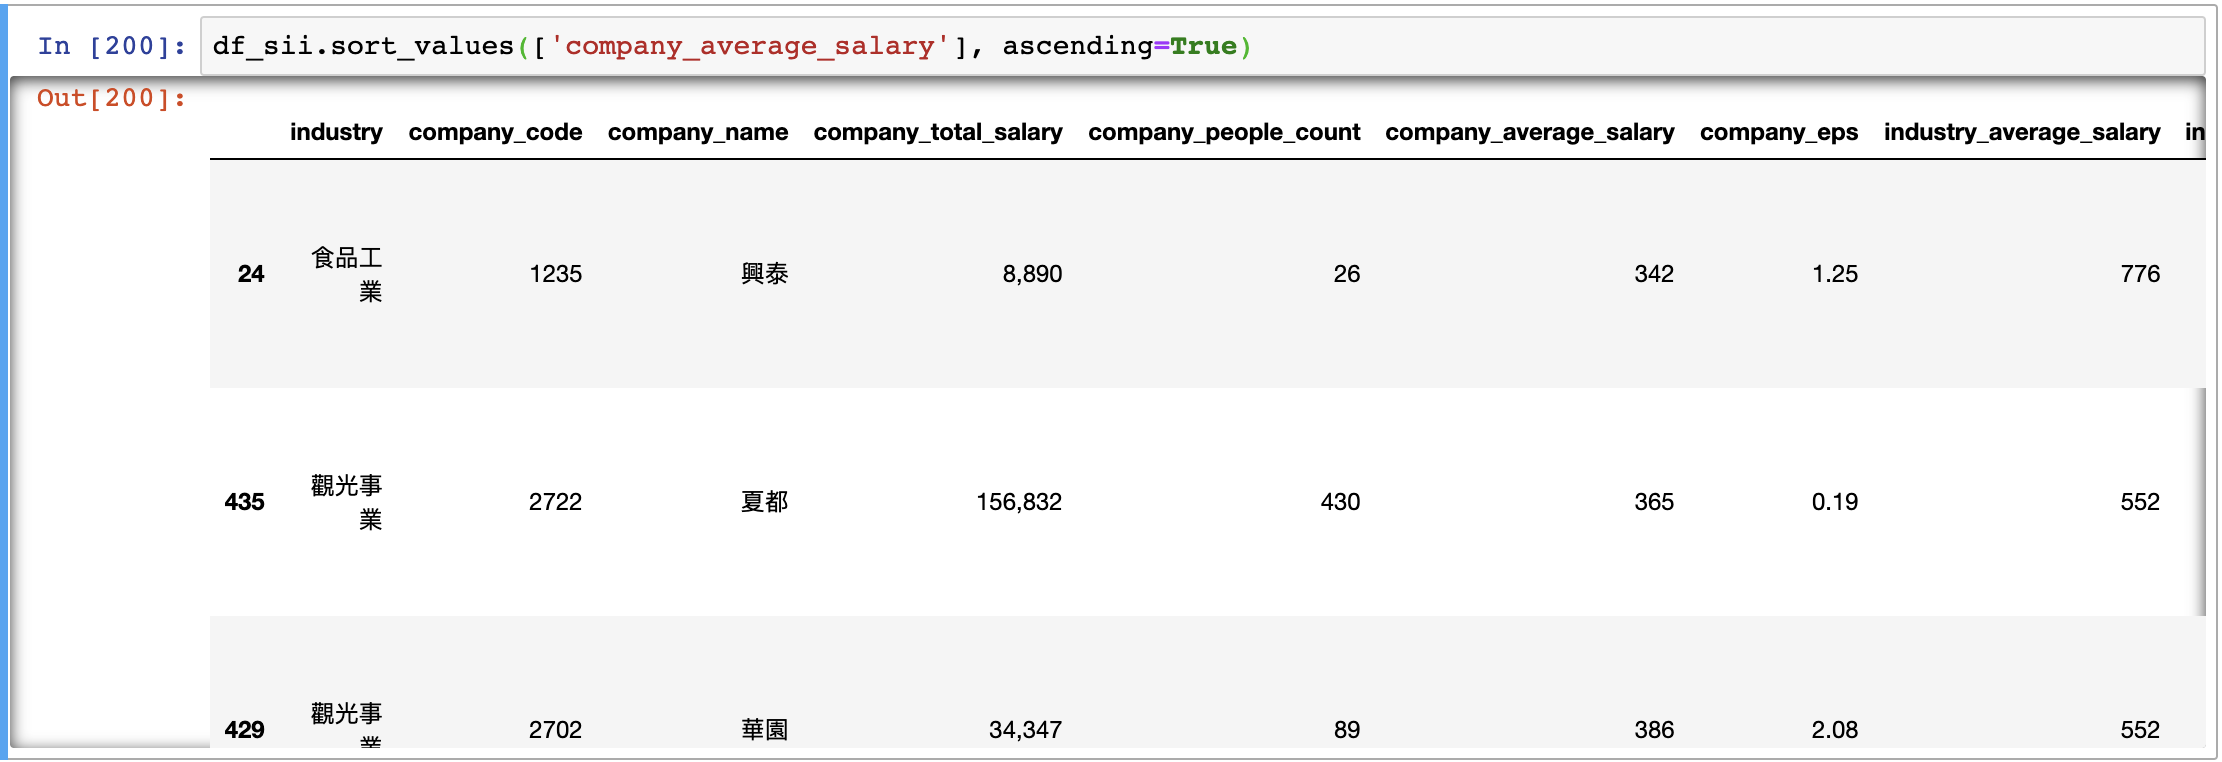 In [200]: df_sii.sort_values(['company_average_salary'], ascending=True)
Out[200]:
industry company_code company_name company_total_salary company_people_count company_average_salary company_eps industry_average_salary in
24 食品工業 1235 興泰 8,890 26 342 1.25 776
435 觀光事業 2722 夏都 156,832 430 365 0.19 552
429 觀光事業 2702 華園 34,347 89 386 2.08 552